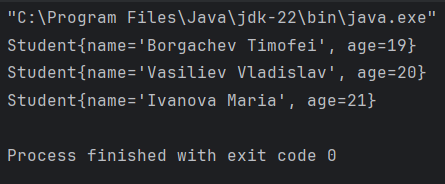 "C:\Program Files\Java\jdk-22\bin\java.exe"
Student{name='Borgachev Timofei', age=19}
Student{name='Vasiliev Vladislav', age=20}
Student{name='Ivanova Maria', age=21}
Process finished with exit code 0